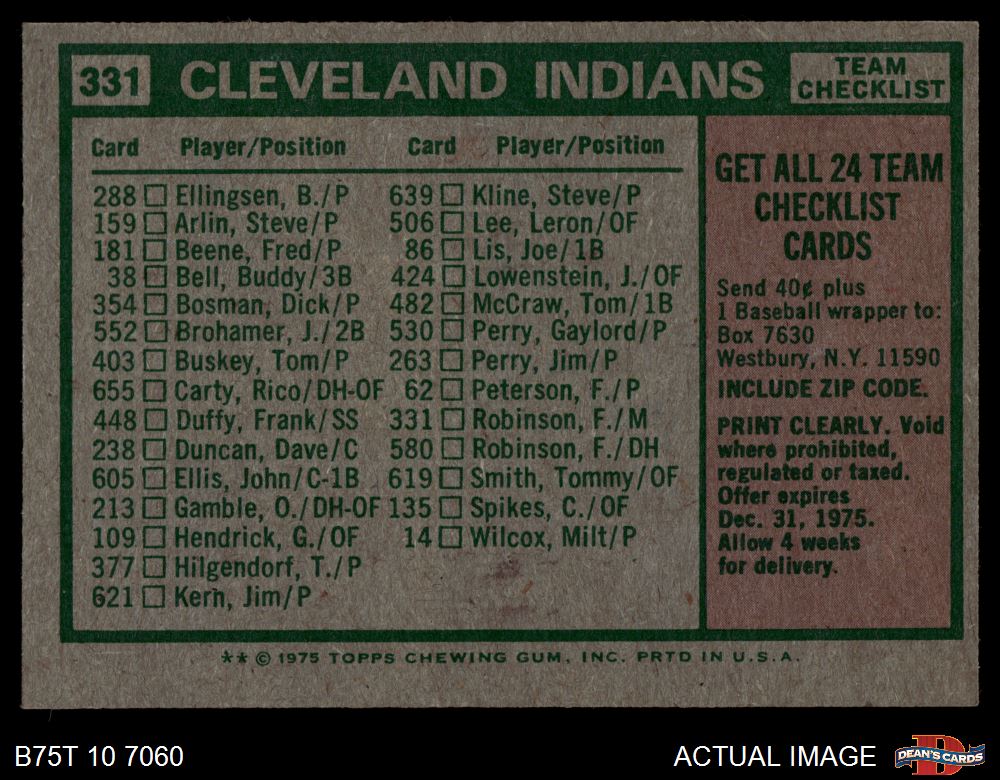 331 CLEVELAND INDIANS TEAM CHECKLIST
Card Player/Position Card Player/Position
288 Ellingsen, B./P 639 Kline, Steve/P
159 Arlin, Steve/P 506 Lee, Leron/OF
181 Beene, Fred/P 86 Lis, Joe/1B
38 Bell, Buddy/3B 424 Lowenstein, J./OF
354 Bosman, Dick/P 482 McCraw, Tom/1B
552 Brohamer, J./2B 530 Perry, Gaylord/P
403 Buskey, Tom/P 263 Perry, Jim/P
655 Carty, Rico/DH-OF 62 Peterson, F./P
448 Duffy, Frank/SS 331 Robinson, F./M
238 Duncan, Dave/C 580 Robinson, F./DH
605 Ellis, John/C-1B 619 Smith, Tommy/OF
213 Gamble, O./DH-OF 135 Spikes, C./OF
109 Hendrick, G./OF 14 Wilcox, Milt/P
377 Hilgendorf, T./P
621 Kern, Jim/P
GET ALL 24 TEAM
CHECKLIST
CARDS
Send 40¢ plus
1 Baseball wrapper to:
Box 7630
Westbury, N.Y. 11590
INCLUDE ZIP CODE.
PRINT CLEARLY. Void
where prohibited,
regulated or taxed.
Offer expires
Dec. 31, 1975.
Allow 4 weeks
for delivery.
** © 1975 TOPPS CHEWING GUM, INC. PRTD IN U.S.A.
B75T 10 7060 ACTUAL IMAGE DEAN'S CARDS